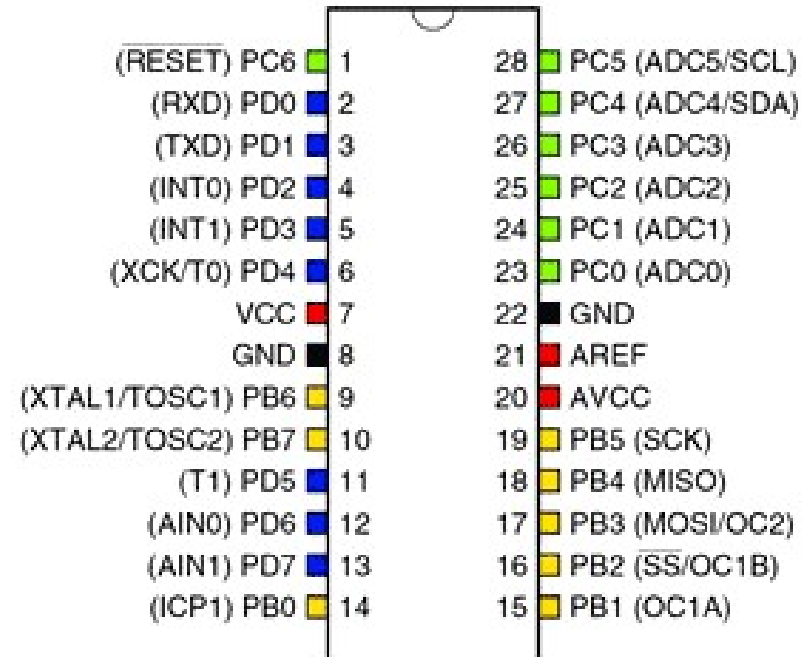 (RESET) PC6 1 28 PC5 (ADC5/SCL)
(RXD) PD0 2 27 PC4 (ADC4/SDA)
(TXD) PD1 3 26 PC3 (ADC3)
(INT0) PD2 4 25 PC2 (ADC2)
(INT1) PD3 5 24 PC1 (ADC1)
(XCK/T0) PD4 6 23 PC0 (ADC0)
VCC 7 22 GND
GND 8 21 AREF
(XTAL1/TOSC1) PB6 9 20 AVCC
(XTAL2/TOSC2) PB7 10 19 PB5 (SCK)
(T1) PD5 11 18 PB4 (MISO)
(AIN0) PD6 12 17 PB3 (MOSI/OC2)
(AIN1) PD7 13 16 PB2 (SS/OC1B)
(ICP1) PB0 14 15 PB1 (OC1A)